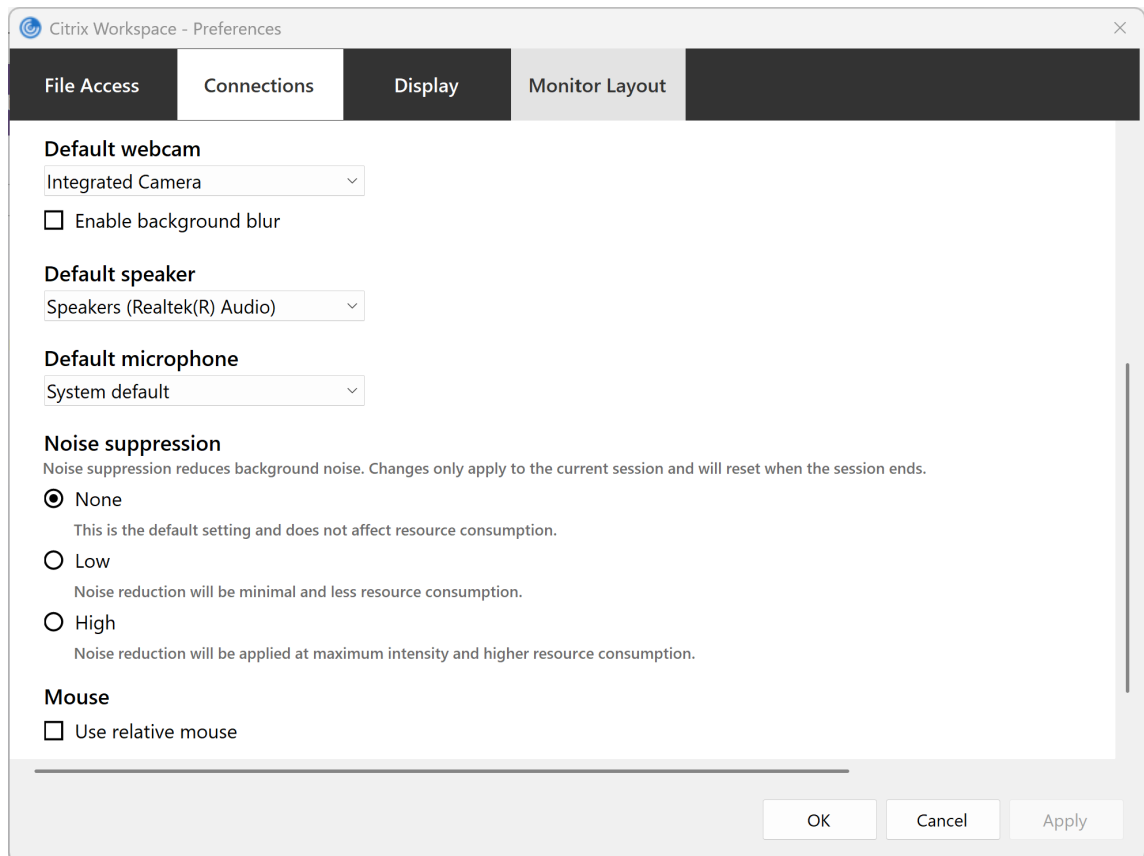 Citrix Workspace - Preferences
File Access
Connections
Display
Monitor Layout
Default webcam
Integrated Camera
Enable background blur
Default speaker
Speakers (Realtek(R) Audio)
Default microphone
System default
Noise suppression
Noise suppression reduces background noise. Changes only apply to the current session and will reset when the session ends.
None
This is the default setting and does not affect resource consumption.
Low
Noise reduction will be minimal and less resource consumption.
High
Noise reduction will be applied at maximum intensity and higher resource consumption.
Mouse
Use relative mouse
OK
Cancel
Apply